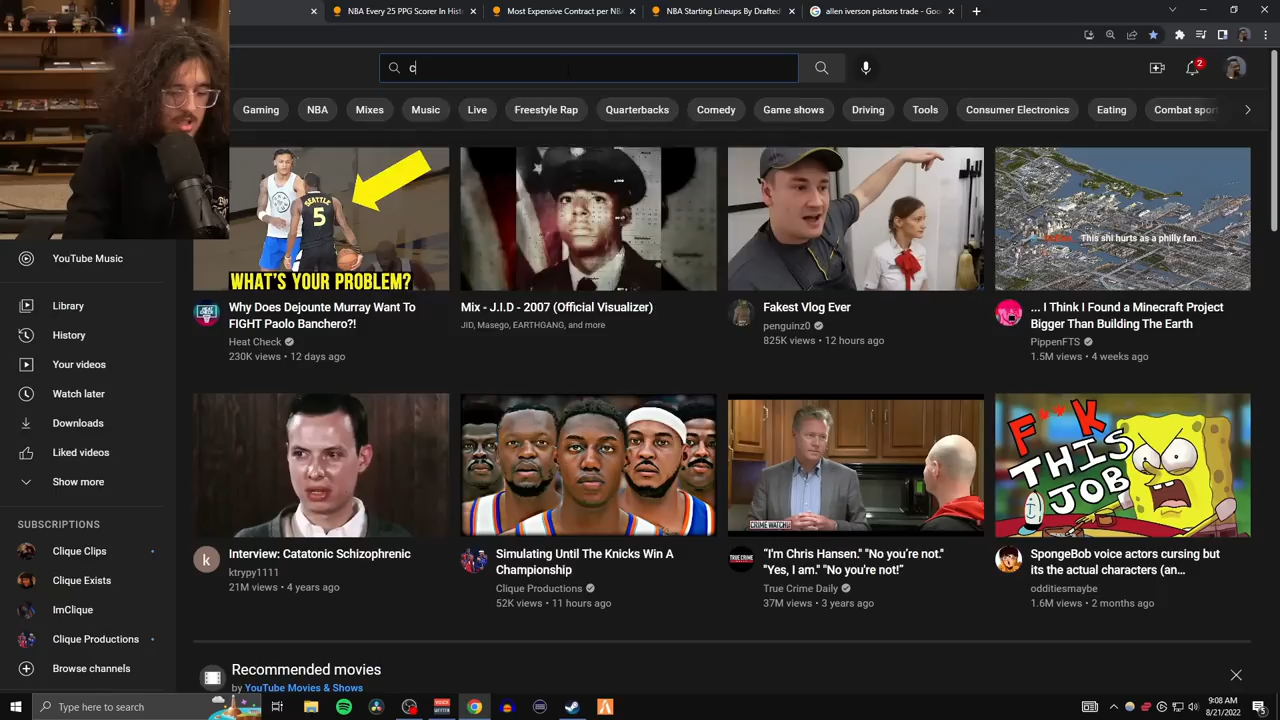 NBA Every 25 PPG Scorer In Hist
Most Expensive Contract per NB
NBA Starting Lineups By Drafted
allen iverson pistons trade - Goo
c
2
Gaming
NBA
Mixes
Music
Live
Freestyle Rap
Quarterbacks
Comedy
Game shows
Driving
Tools
Consumer Electronics
Eating
Combat sport
SEATTLE
5
WHAT'S YOUR PROBLEM?
This shi hurts as a philly fan
YouTube Music
Library
History
Your videos
Watch later
Downloads
Liked videos
Show more
SUBSCRIPTIONS
Clique Clips
Clique Exists
ImClique
Clique Productions
Browse channels
Why Does Dejounte Murray Want To
FIGHT Paolo Banchero?!
Heat Check
230K views • 12 days ago
Mix - J.I.D - 2007 (Official Visualizer)
JID, Masego, EARTHGANG, and more
Fakest Vlog Ever
penguinz0
825K views • 12 hours ago
... I Think I Found a Minecraft Project
Bigger Than Building The Earth
PippenFTS
1.5M views • 4 weeks ago
CRIME WATCH
F**K
THIS
JOB
k
Interview: Catatonic Schizophrenic
ktrypy1111
21M views • 4 years ago
Simulating Until The Knicks Win A
Championship
Clique Productions
52K views • 11 hours ago
TRUE CRIME
"I'm Chris Hansen." "No you're not."
"Yes, I am." "No you're not!"
True Crime Daily
37M views • 3 years ago
SpongeBob voice actors cursing but
its the actual characters (an...
odditiesmaybe
1.6M views • 2 months ago
Recommended movies
by YouTube Movies & Shows
Type here to search
9:08 AM
8/21/2022